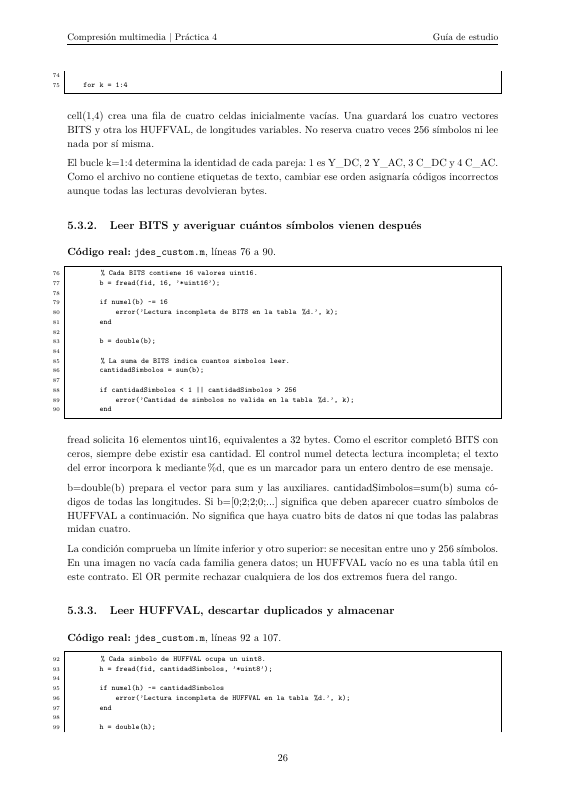 Compresión multimedia | Práctica 4 Guía de estudio
74
75 for k = 1:4
cell(1,4) crea una fila de cuatro celdas inicialmente vacías. Una guardará los cuatro vectores
BITS y otra los HUFFVAL, de longitudes variables. No reserva cuatro veces 256 símbolos ni lee
nada por sí misma.
El bucle k=1:4 determina la identidad de cada pareja: 1 es Y_DC, 2 Y_AC, 3 C_DC y 4 C_AC.
Como el archivo no contiene etiquetas de texto, cambiar ese orden asignaría códigos incorrectos
aunque todas las lecturas devolvieran bytes.
5.3.2. Leer BITS y averiguar cuántos símbolos vienen después
Código real: jdes_custom.m, líneas 76 a 90.
76 % Cada BITS contiene 16 valores uint16.
77 b = fread(fid, 16, '*uint16');
78
79 if numel(b) ~= 16
80 error('Lectura incompleta de BITS en la tabla %d.', k);
81 end
82
83 b = double(b);
84
85 % La suma de BITS indica cuantos simbolos leer.
86 cantidadSimbolos = sum(b);
87
88 if cantidadSimbolos < 1 || cantidadSimbolos > 256
89 error('Cantidad de simbolos no valida en la tabla %d.', k);
90 end
fread solicita 16 elementos uint16, equivalentes a 32 bytes. Como el escritor completó BITS con
ceros, siempre debe existir esa cantidad. El control numel detecta lectura incompleta; el texto
del error incorpora k mediante %d, que es un marcador para un entero dentro de ese mensaje.
b=double(b) prepara el vector para sum y las auxiliares. cantidadSimbolos=sum(b) suma có-
digos de todas las longitudes. Si b=[0;2;2;0;...] significa que deben aparecer cuatro símbolos de
HUFFVAL a continuación. No significa que haya cuatro bits de datos ni que todas las palabras
midan cuatro.
La condición comprueba un límite inferior y otro superior: se necesitan entre uno y 256 símbolos.
En una imagen no vacía cada familia genera datos; un HUFFVAL vacío no es una tabla útil en
este contrato. El OR permite rechazar cualquiera de los dos extremos fuera del rango.
5.3.3. Leer HUFFVAL, descartar duplicados y almacenar
Código real: jdes_custom.m, líneas 92 a 107.
92 % Cada simbolo de HUFFVAL ocupa un uint8.
93 h = fread(fid, cantidadSimbolos, '*uint8');
94
95 if numel(h) ~= cantidadSimbolos
96 error('Lectura incompleta de HUFFVAL en la tabla %d.', k);
97 end
98
99 h = double(h);
26